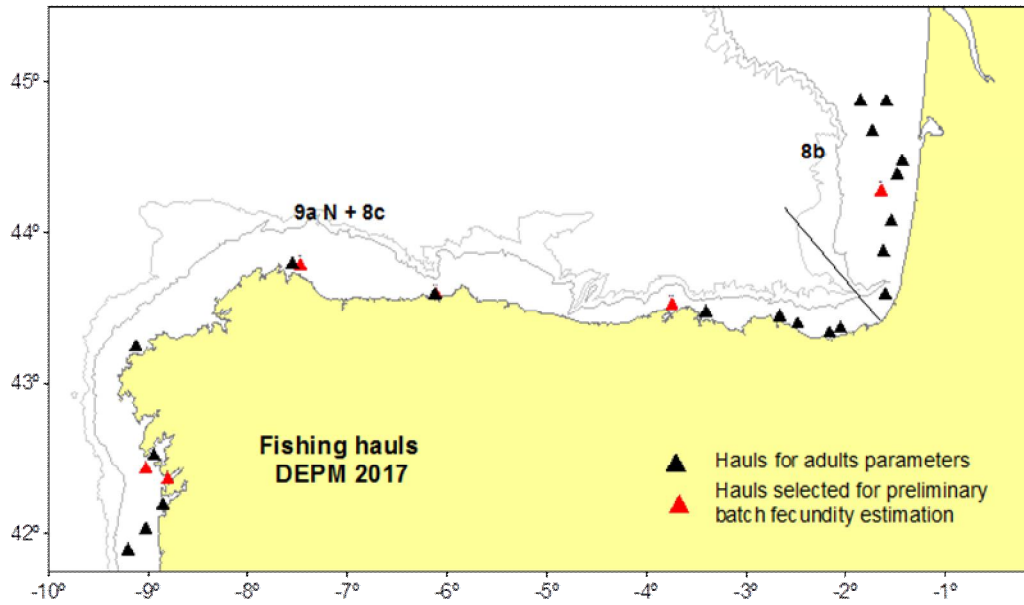 45º
8b
9a N + 8c
44º
43º
Fishing hauls
DEPM 2017
Hauls for adults parameters
Hauls selected for preliminary
batch fecundity estimation
42º
-10º -9º -8º -7º -6º -5º -4º -3º -2º -1º